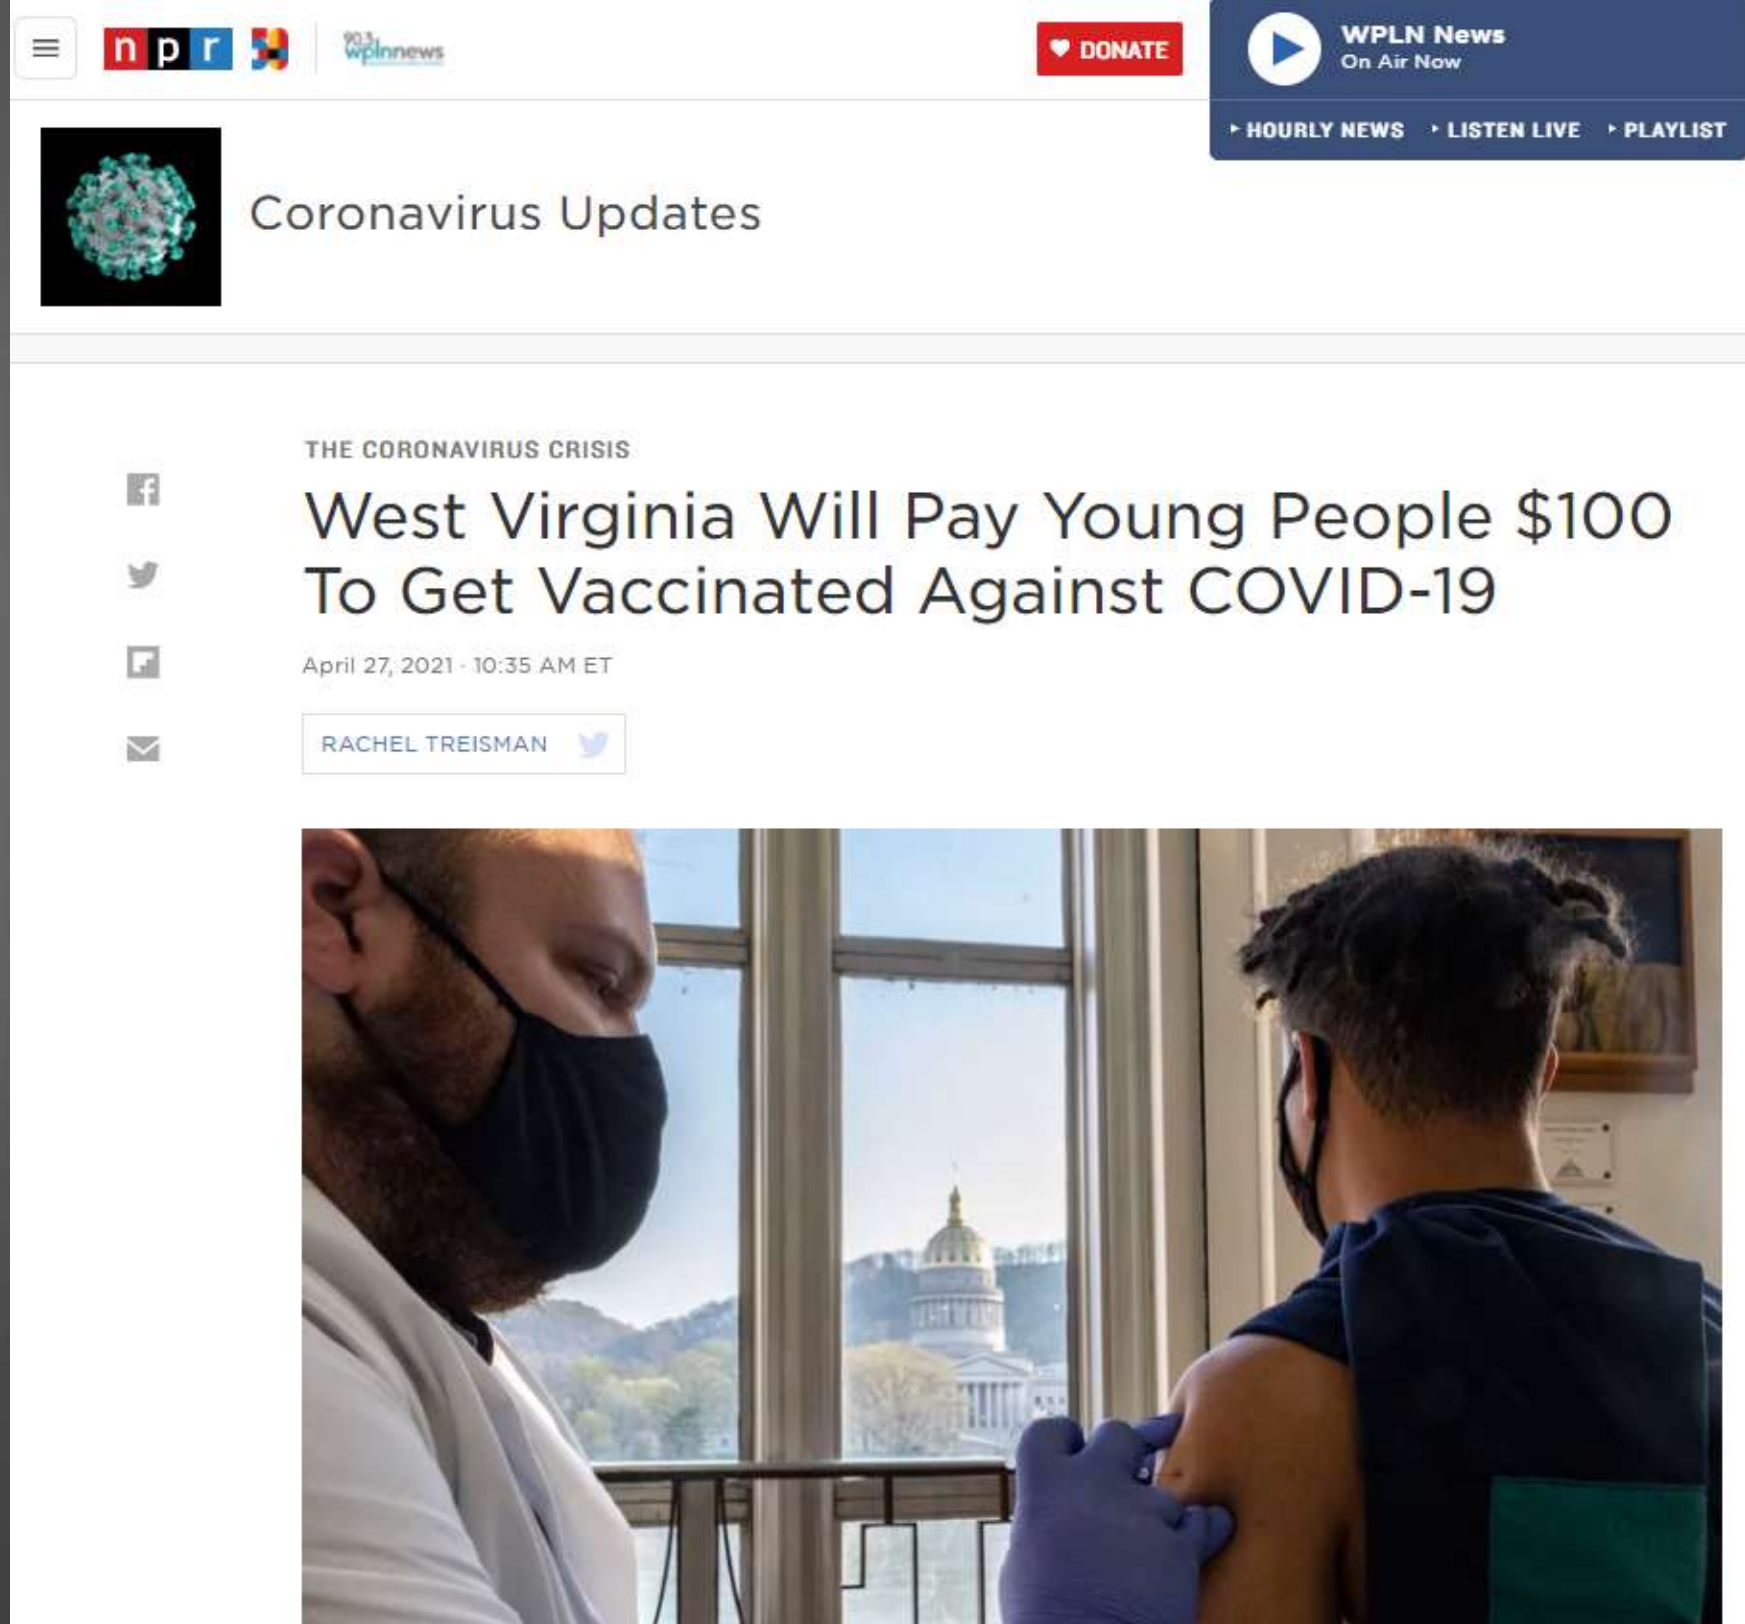 npr
90.3 wplnnews
DONATE
WPLN News
On Air Now
HOURLY NEWS
LISTEN LIVE
PLAYLIST
Coronavirus Updates
THE CORONAVIRUS CRISIS
West Virginia Will Pay Young People $100
To Get Vaccinated Against COVID-19
April 27, 2021 · 10:35 AM ET
RACHEL TREISMAN